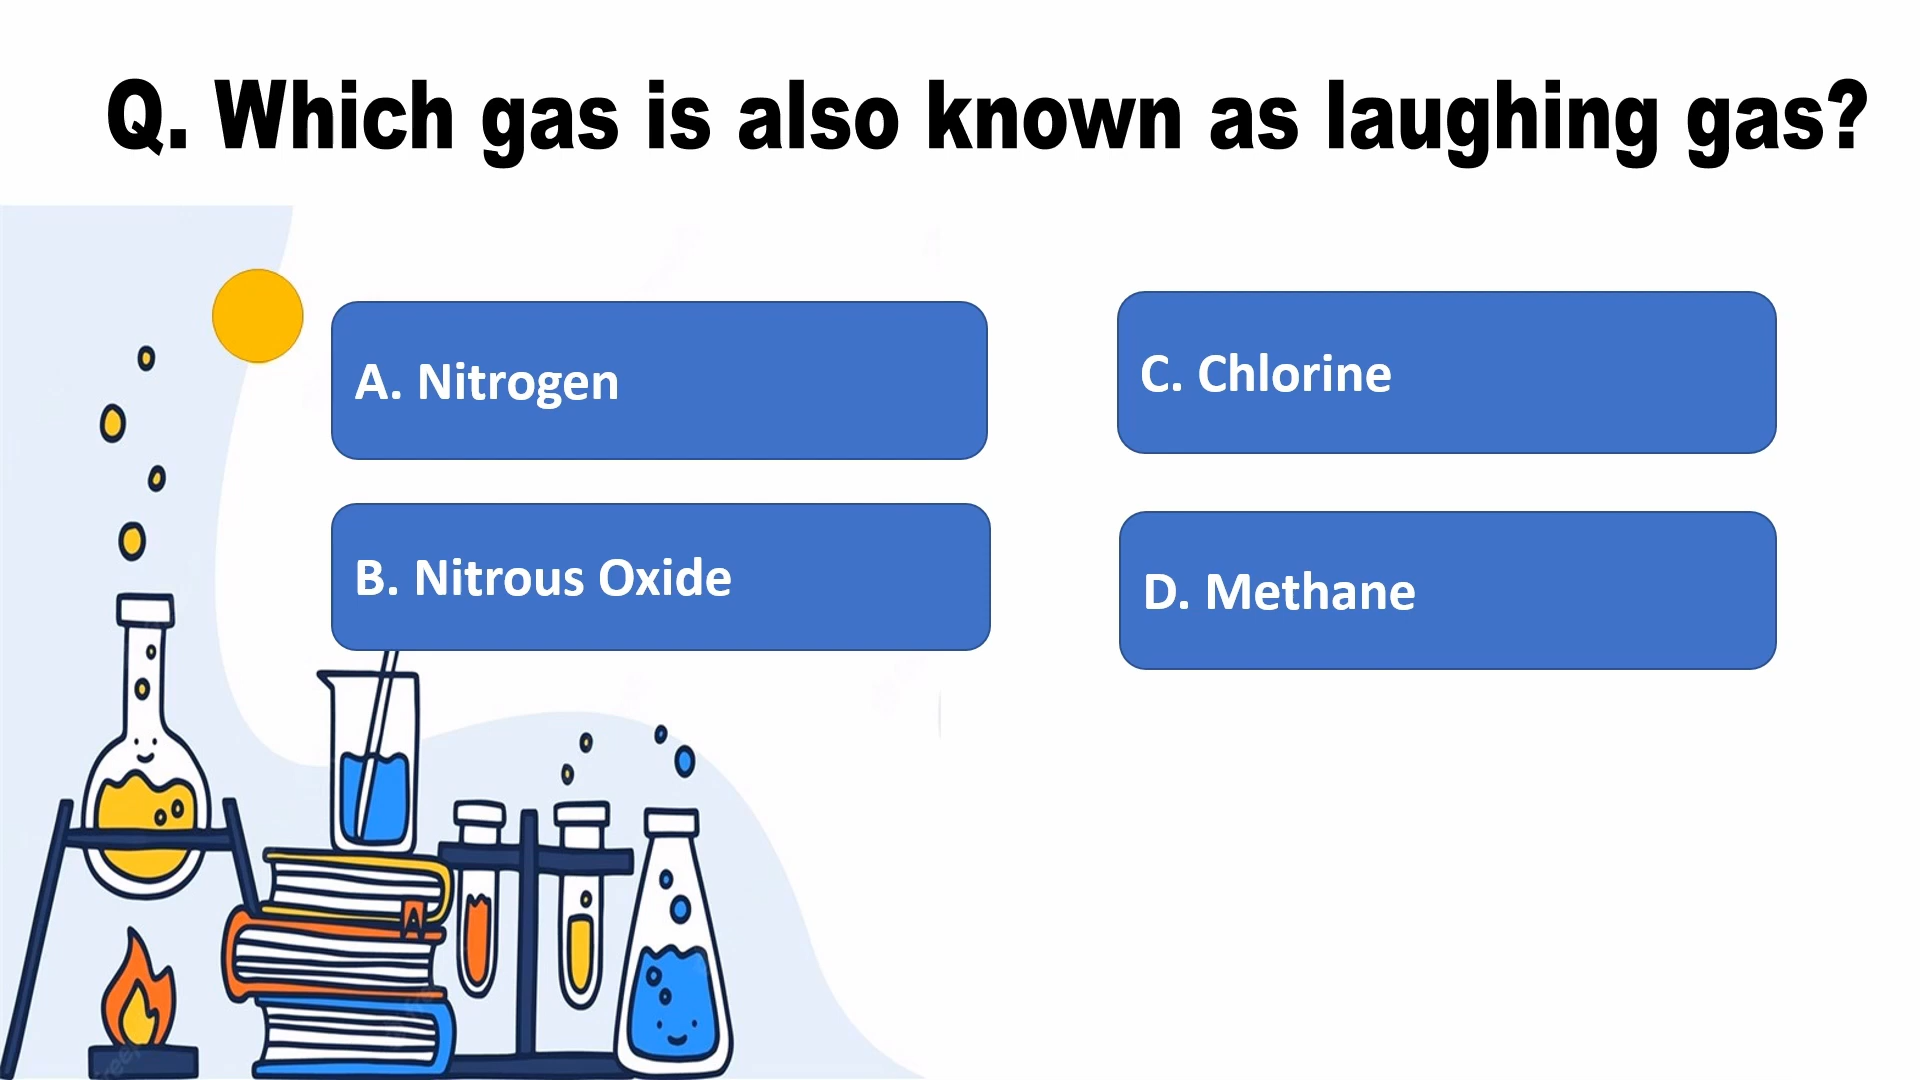 Q. Which gas is also known as laughing gas?
A. Nitrogen
B. Nitrous Oxide
C. Chlorine
D. Methane